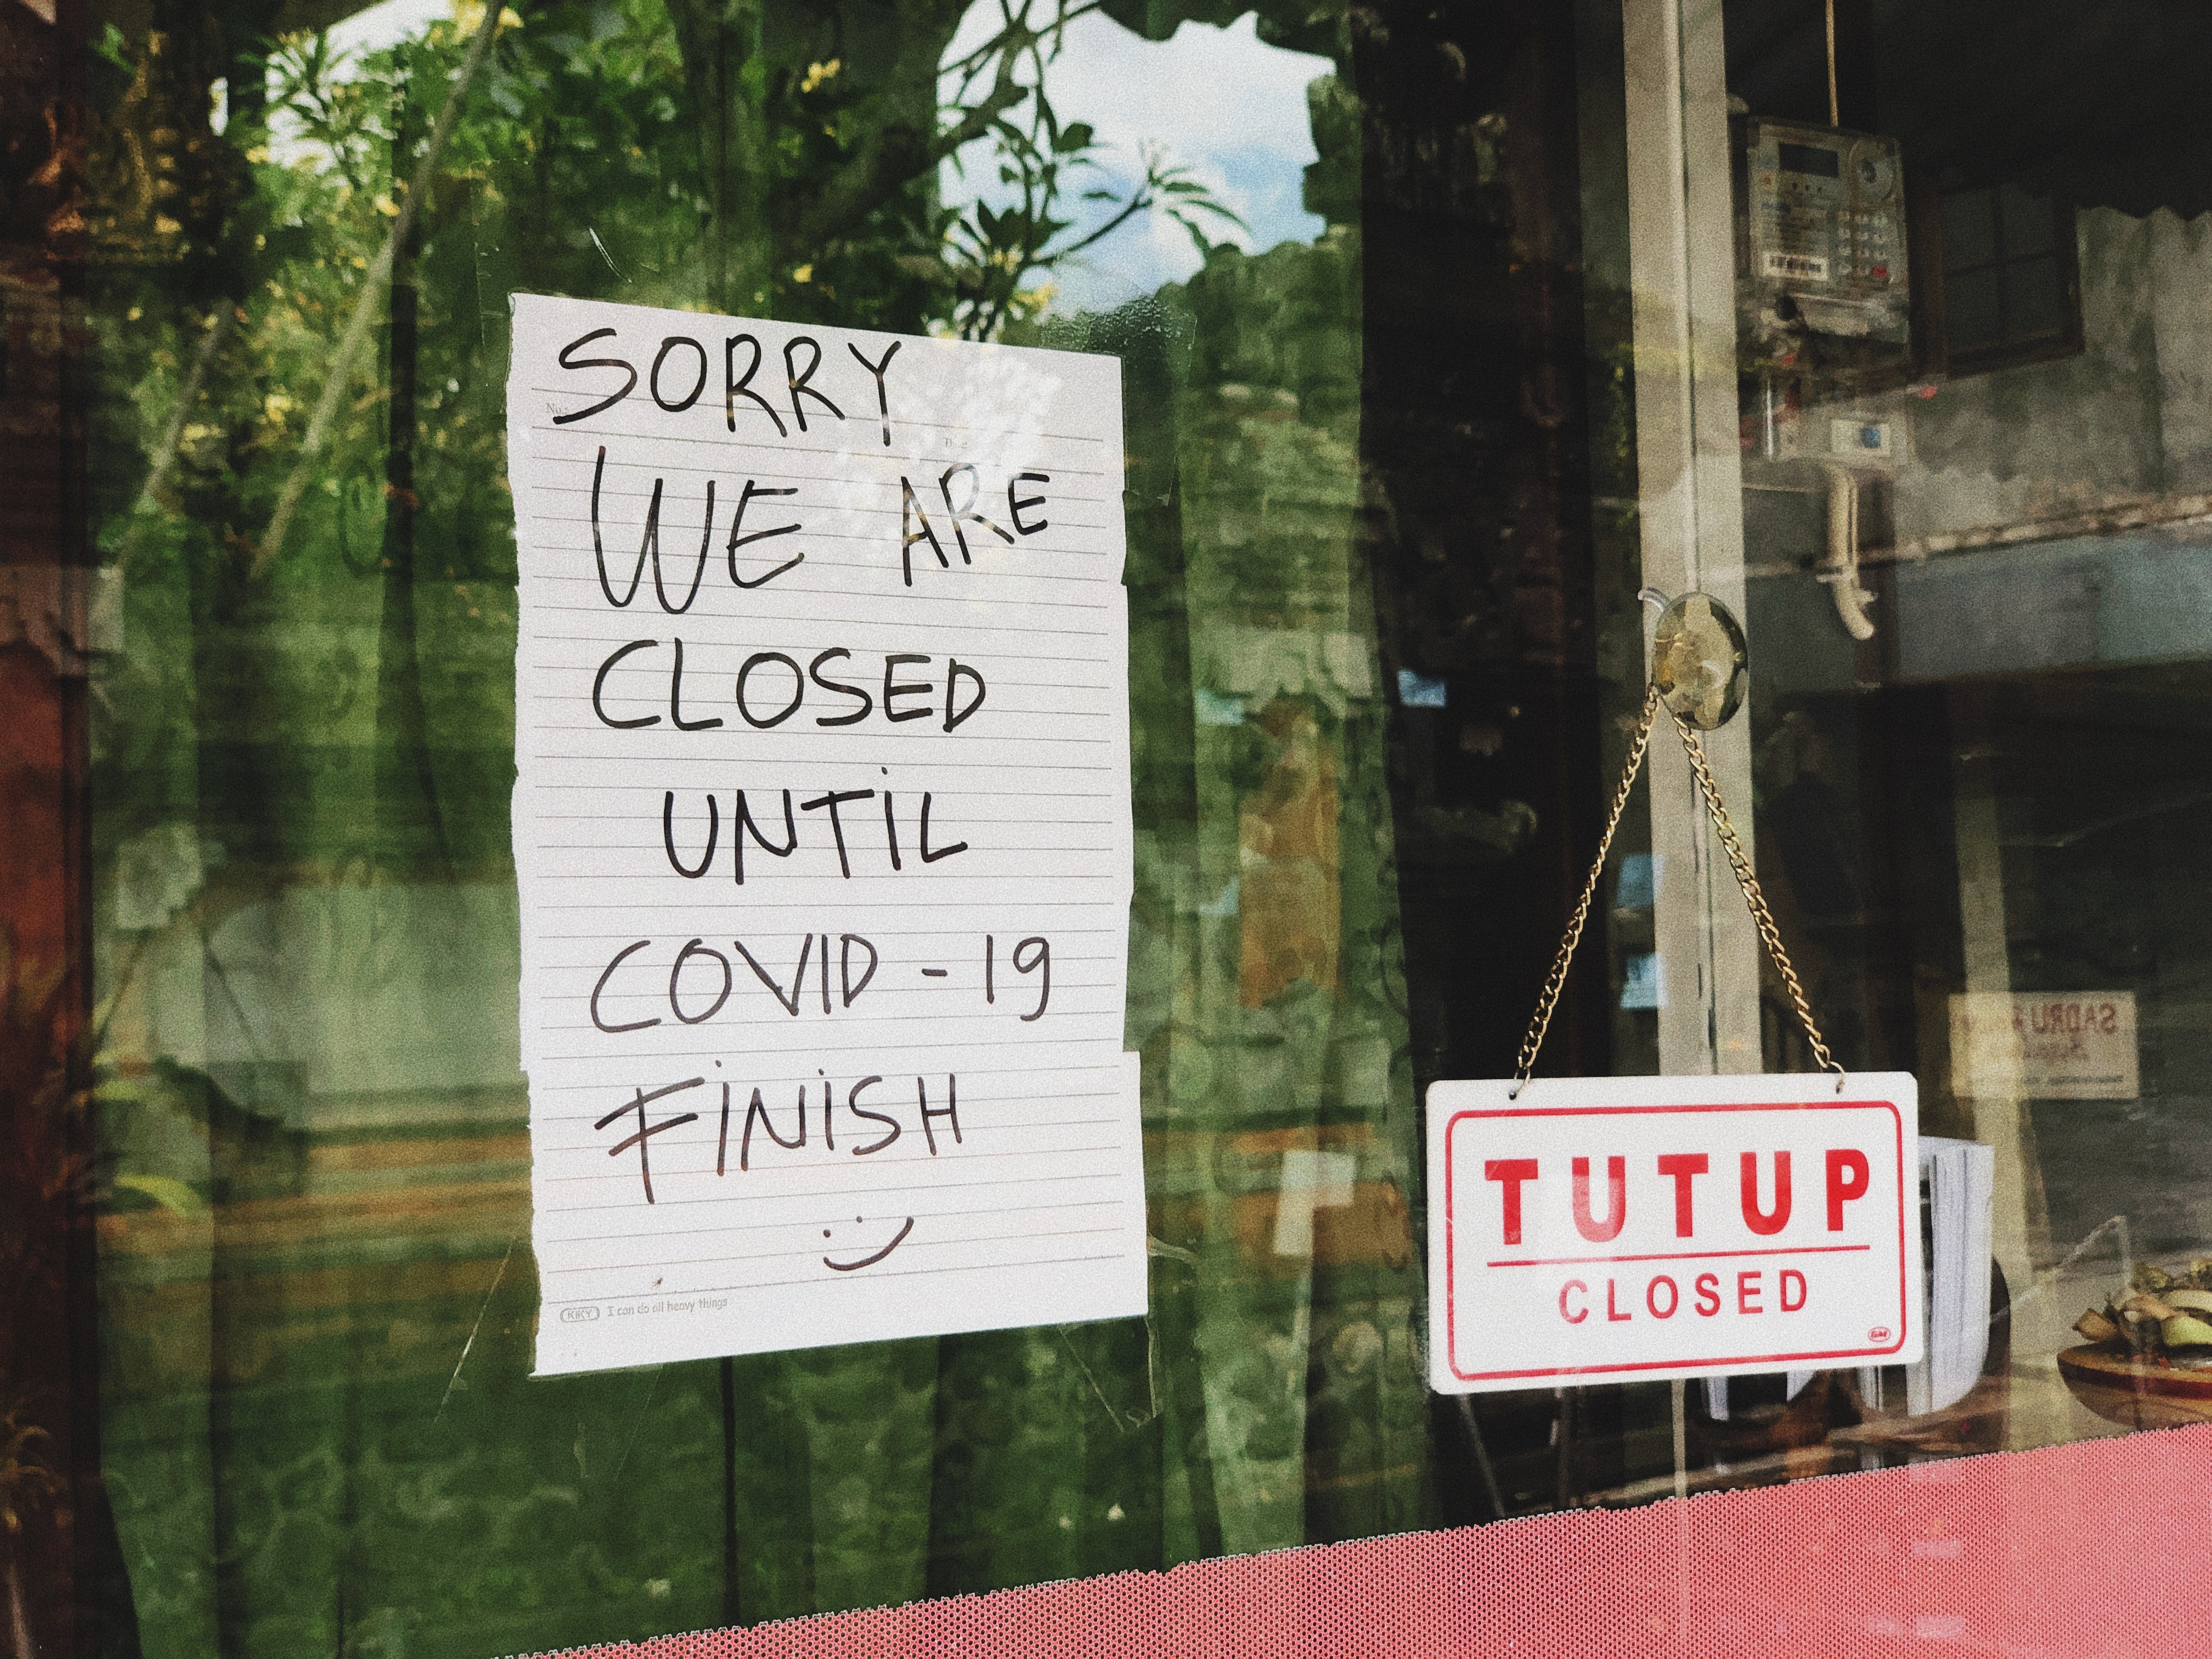 SORRY
WE ARE
CLOSED
UNTIL
COVID-19
FINISH
KIKY I can do all heavy things
TUTUP
CLOSED